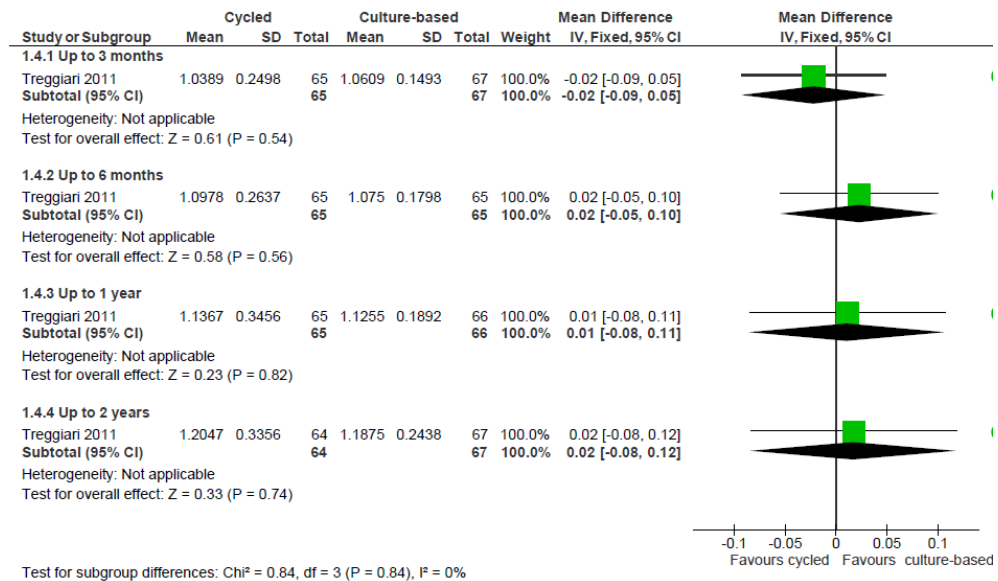 Cycled Culture-based Mean Difference Mean Difference
Study or Subgroup Mean SD Total Mean SD Total Weight IV, Fixed, 95% CI IV, Fixed, 95% CI
1.4.1 Up to 3 months
Treggiari 2011 1.0389 0.2498 65 1.0609 0.1493 67 100.0% -0.02 [-0.09, 0.05]
Subtotal (95% CI) 65 67 100.0% -0.02 [-0.09, 0.05]
Heterogeneity: Not applicable
Test for overall effect: Z = 0.61 (P = 0.54)
1.4.2 Up to 6 months
Treggiari 2011 1.0978 0.2637 65 1.075 0.1798 65 100.0% 0.02 [-0.05, 0.10]
Subtotal (95% CI) 65 65 100.0% 0.02 [-0.05, 0.10]
Heterogeneity: Not applicable
Test for overall effect: Z = 0.58 (P = 0.56)
1.4.3 Up to 1 year
Treggiari 2011 1.1367 0.3456 65 1.1255 0.1892 66 100.0% 0.01 [-0.08, 0.11]
Subtotal (95% CI) 65 66 100.0% 0.01 [-0.08, 0.11]
Heterogeneity: Not applicable
Test for overall effect: Z = 0.23 (P = 0.82)
1.4.4 Up to 2 years
Treggiari 2011 1.2047 0.3356 64 1.1875 0.2438 67 100.0% 0.02 [-0.08, 0.12]
Subtotal (95% CI) 64 67 100.0% 0.02 [-0.08, 0.12]
Heterogeneity: Not applicable
Test for overall effect: Z = 0.33 (P = 0.74)
-0.1 -0.05 0 0.05 0.1
Favours cycled Favours culture-based
Test for subgroup differences: Chi² = 0.84, df = 3 (P = 0.84), I² = 0%